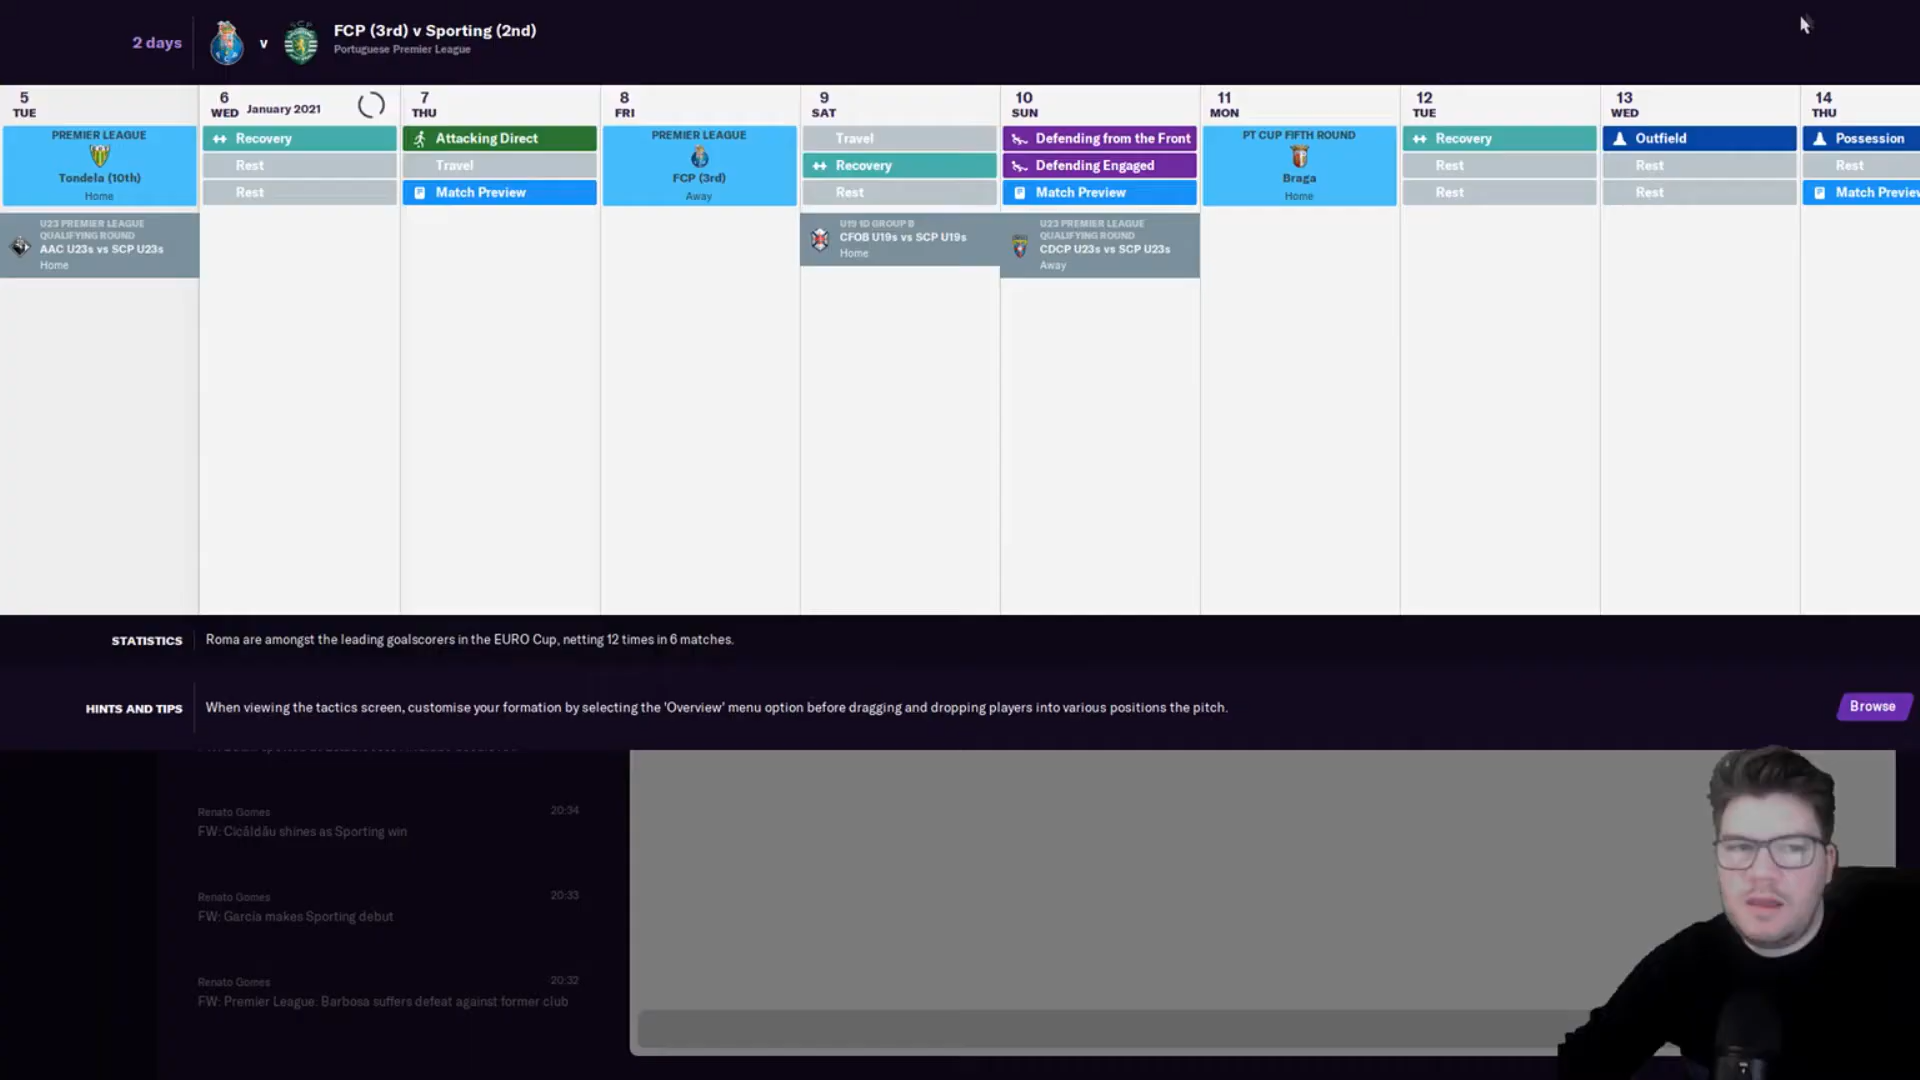 2 days
v
FCP (3rd) v Sporting (2nd)
Portuguese Premier League
5
TUE
PREMIER LEAGUE
Tondela (10th)
Home
U23 PREMIER LEAGUE
QUALIFYING ROUND
AAC U23s vs SCP U23s
Home
6
WED January 2021
Recovery
Rest
Rest
7
THU
Attacking Direct
Travel
Match Preview
8
FRI
PREMIER LEAGUE
FCP (3rd)
Away
9
SAT
Travel
Recovery
Rest
U19 1D GROUP B
CFOB U19s vs SCP U19s
Home
10
SUN
Defending from the Front
Defending Engaged
Match Preview
U23 PREMIER LEAGUE
QUALIFYING ROUND
CDCP U23s vs SCP U23s
Away
11
MON
PT CUP FIFTH ROUND
Braga
Home
12
TUE
Recovery
Rest
Rest
13
WED
Outfield
Rest
Rest
14
THU
Possession
Rest
Match Preview
STATISTICS
Roma are amongst the leading goalscorers in the EURO Cup, netting 12 times in 6 matches.
HINTS AND TIPS
When viewing the tactics screen, customise your formation by selecting the 'Overview' menu option before dragging and dropping players into various positions the pitch.
Browse
Renato Gomes 20:34
FW: Cicâldău shines as Sporting win
Renato Gomes 20:33
FW: García makes Sporting debut
Renato Gomes 20:32
FW: Premier League: Barbosa suffers defeat against former club